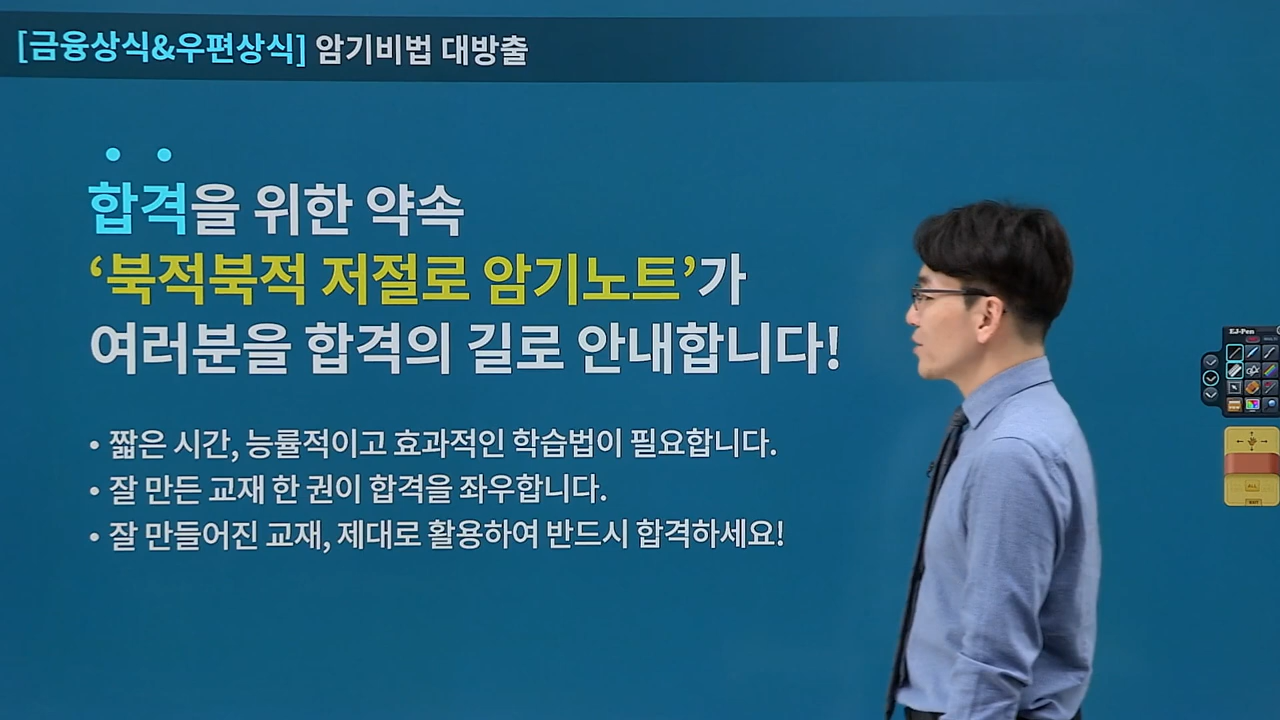 [금융상식&우편상식] 암기비법 대방출
합격을 위한 약속
‘북적북적 저절로 암기노트’가
여러분을 합격의 길로 안내합니다!
• 짧은 시간, 능률적이고 효과적인 학습법이 필요합니다.
• 잘 만든 교재 한 권이 합격을 좌우합니다.
• 잘 만들어진 교재, 제대로 활용하여 반드시 합격하세요!
EJ-Pen
ALL
EXIT